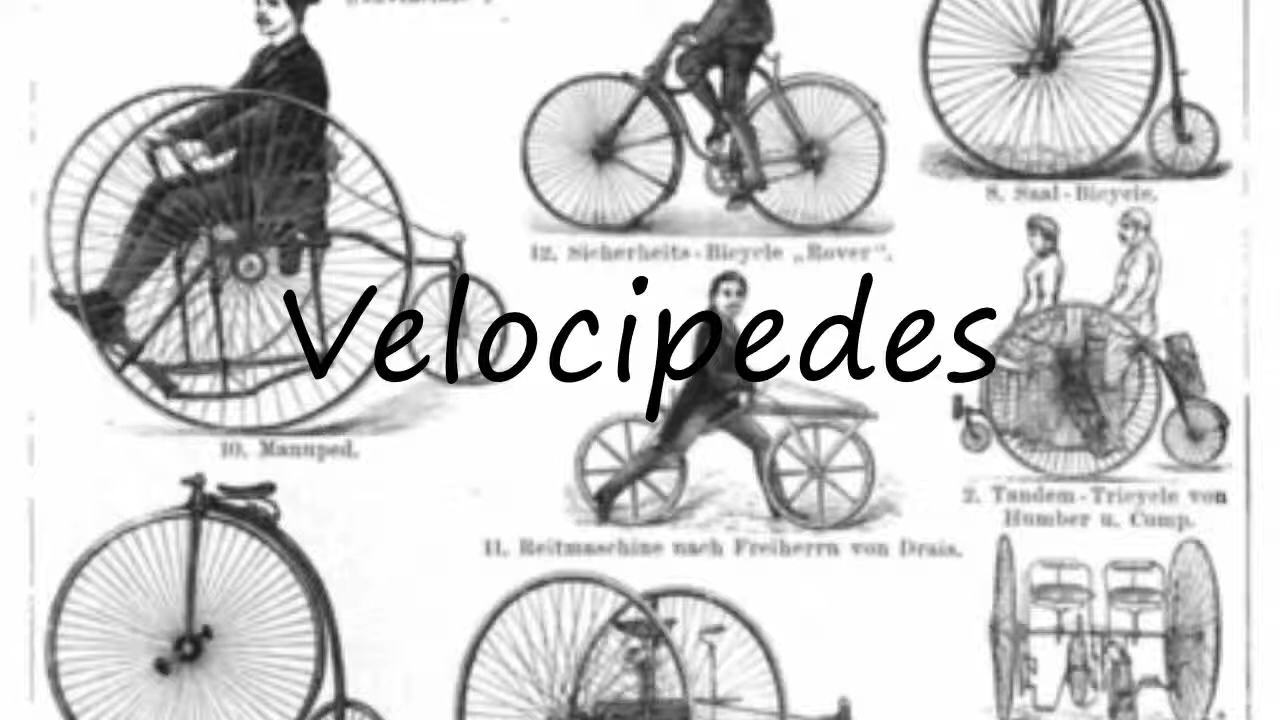 8. Saal-Bicycle.
12. Sicherheits-Bicycle „Rover“.
Velocipedes
10. Manuped.
2. Tandem-Tricycle von
Humber u. Comp.
11. Reitmaschine nach Freiherrn von Drais.